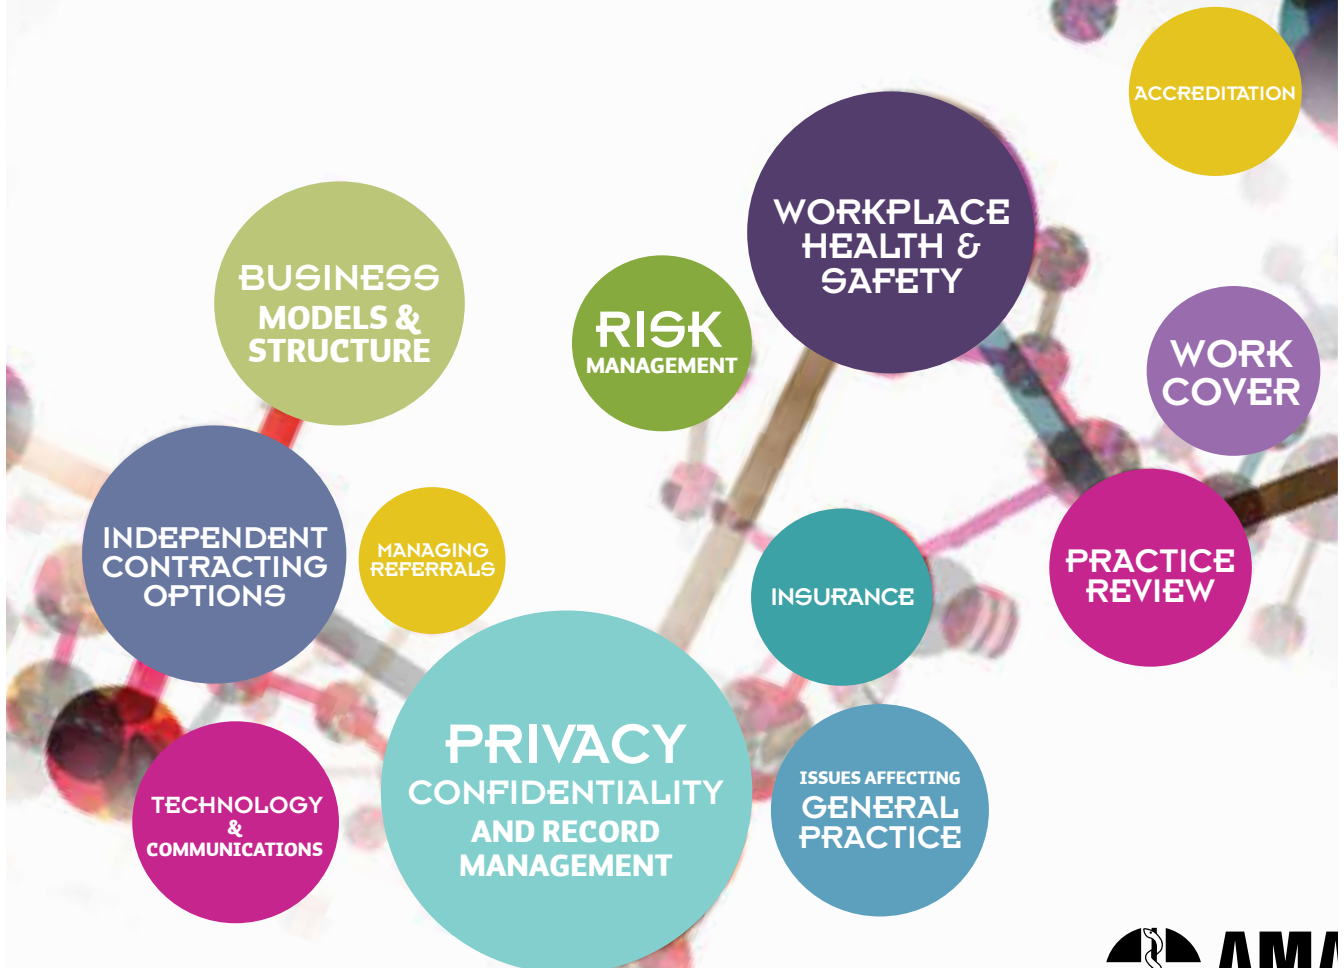 ACCREDITATION
WORKPLACE
HEALTH &
SAFETY
BUSINESS
MODELS &
STRUCTURE
RISK
MANAGEMENT
WORK
COVER
INDEPENDENT
CONTRACTING
OPTIONS
MANAGING
REFERRALS
INSURANCE
PRACTICE
REVIEW
PRIVACY
CONFIDENTIALITY
AND RECORD
MANAGEMENT
TECHNOLOGY
&
COMMUNICATIONS
ISSUES AFFECTING
GENERAL
PRACTICE
AMA